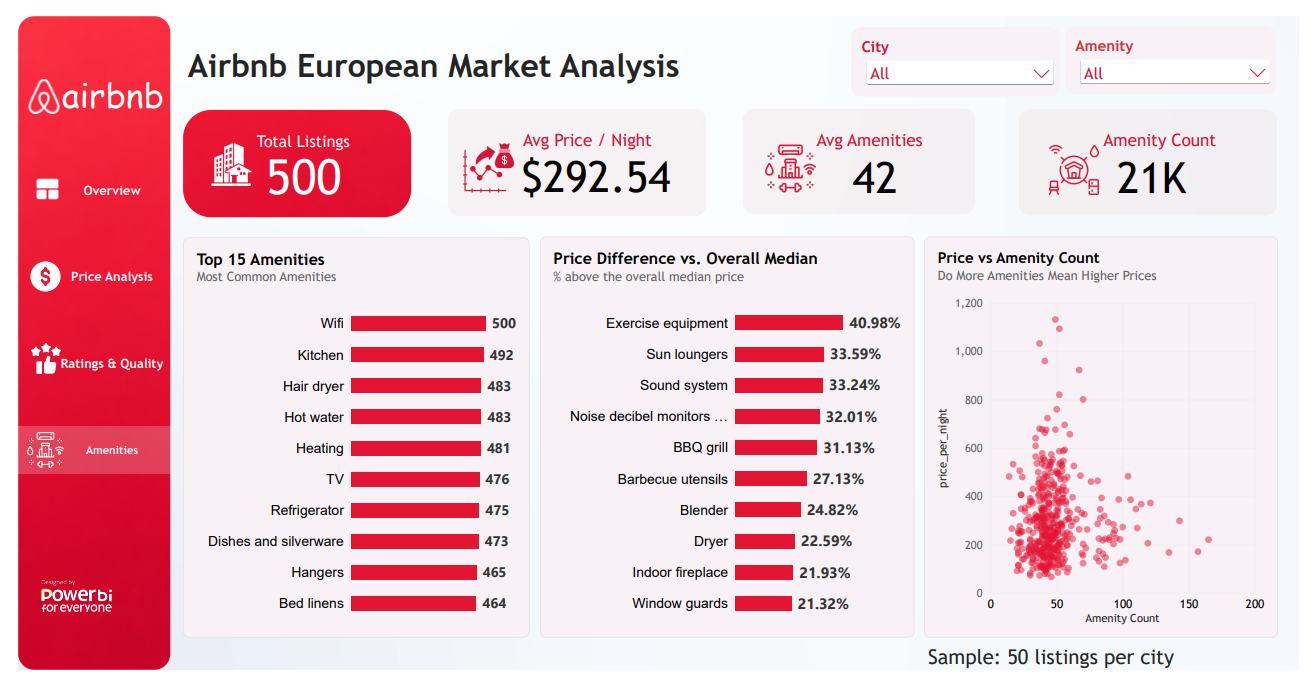 airbnb
Overview
Price Analysis
Ratings & Quality
Amenities
Designed by
Power bi
for everyone
Airbnb European Market Analysis
City
All
Amenity
All
Total Listings
500
Avg Price / Night
$292.54
Avg Amenities
42
Amenity Count
21K
Top 15 Amenities
Most Common Amenities
Wifi 500
Kitchen 492
Hair dryer 483
Hot water 483
Heating 481
TV 476
Refrigerator 475
Dishes and silverware 473
Hangers 465
Bed linens 464
Price Difference vs. Overall Median
% above the overall median price
Exercise equipment 40.98%
Sun loungers 33.59%
Sound system 33.24%
Noise decibel monitors ... 32.01%
BBQ grill 31.13%
Barbecue utensils 27.13%
Blender 24.82%
Dryer 22.59%
Indoor fireplace 21.93%
Window guards 21.32%
Price vs Amenity Count
Do More Amenities Mean Higher Prices
price_per_night
1,200
1,000
800
600
400
200
0
0 50 100 150 200
Amenity Count
Sample: 50 listings per city